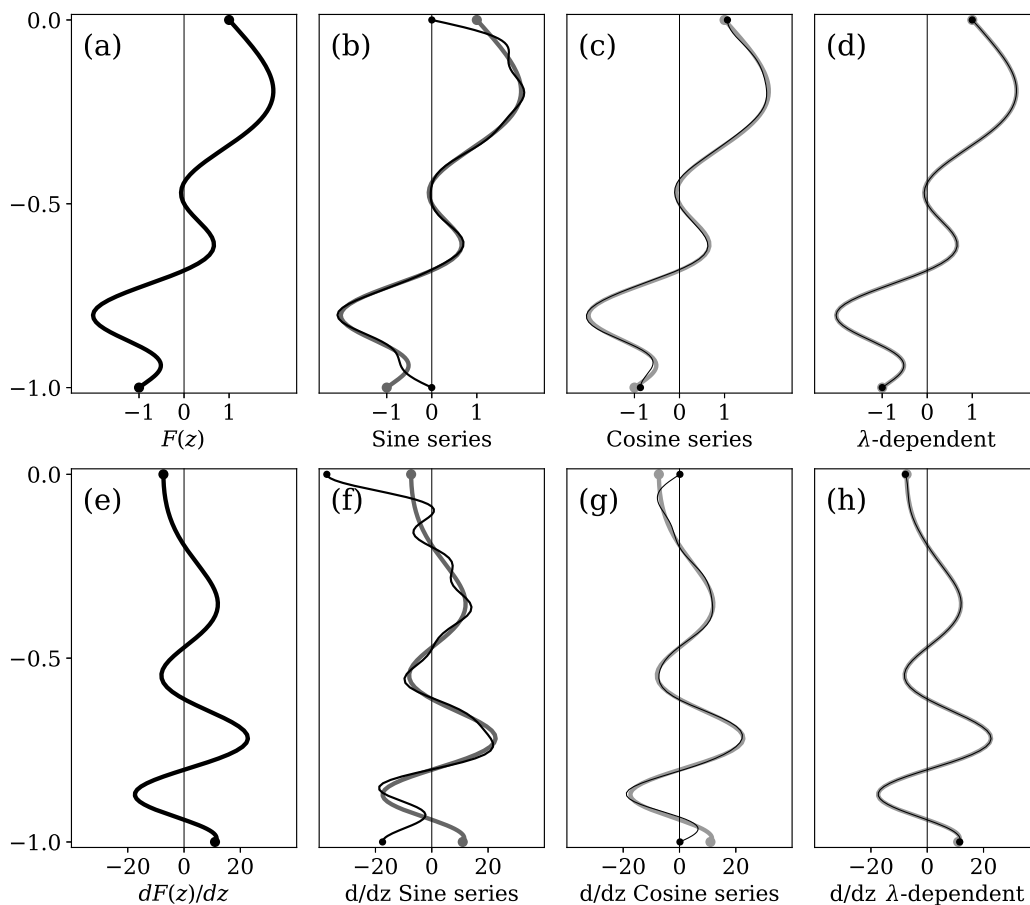 0.0
−0.5
−1.0
(a)
(b)
(c)
(d)
−1 0 1
−1 0 1
−1 0 1
−1 0 1
F(z)
Sine series
Cosine series
λ-dependent
0.0
−0.5
−1.0
(e)
(f)
(g)
(h)
−20 0 20
−20 0 20
−20 0 20
−20 0 20
dF(z)/dz
d/dz Sine series
d/dz Cosine series
d/dz λ-dependent